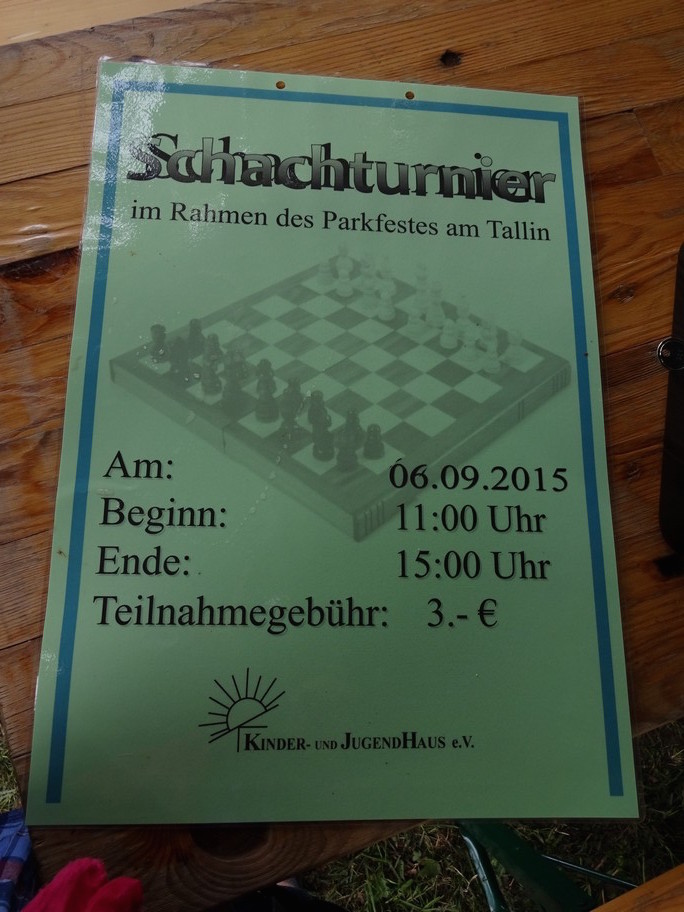 Schachturnier
im Rahmen des Parkfestes am Tallin
Am: 06.09.2015
Beginn: 11:00 Uhr
Ende: 15:00 Uhr
Teilnahmegebühr: 3.- €
KINDER- UND JUGENDHAUS e.V.